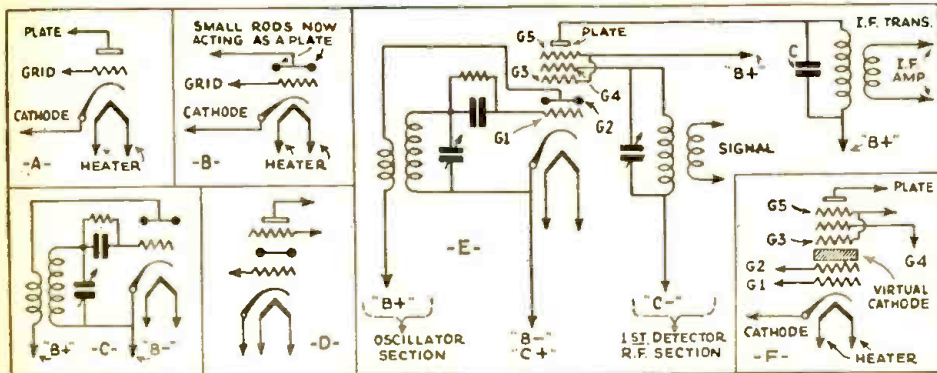 PLATE
GRID
CATHODE
-A-
HEATER
SMALL RODS NOW
ACTING AS A PLATE
GRID
CATHODE
-B-
HEATER
"B+"
-C-
"B-"
-D-
G5
PLATE
G3
G4
G1
G2
"B+"
C
I.F. TRANS.
I.F.
AMP.
"B+"
SIGNAL
-E-
"B+"
OSCILLATOR
SECTION
B-
"C+"
"C-"
1ST. DETECTOR
R.F. SECTION
PLATE
G5
G3
G4
G2
G1
VIRTUAL
CATHODE
CATHODE
-F-
HEATER